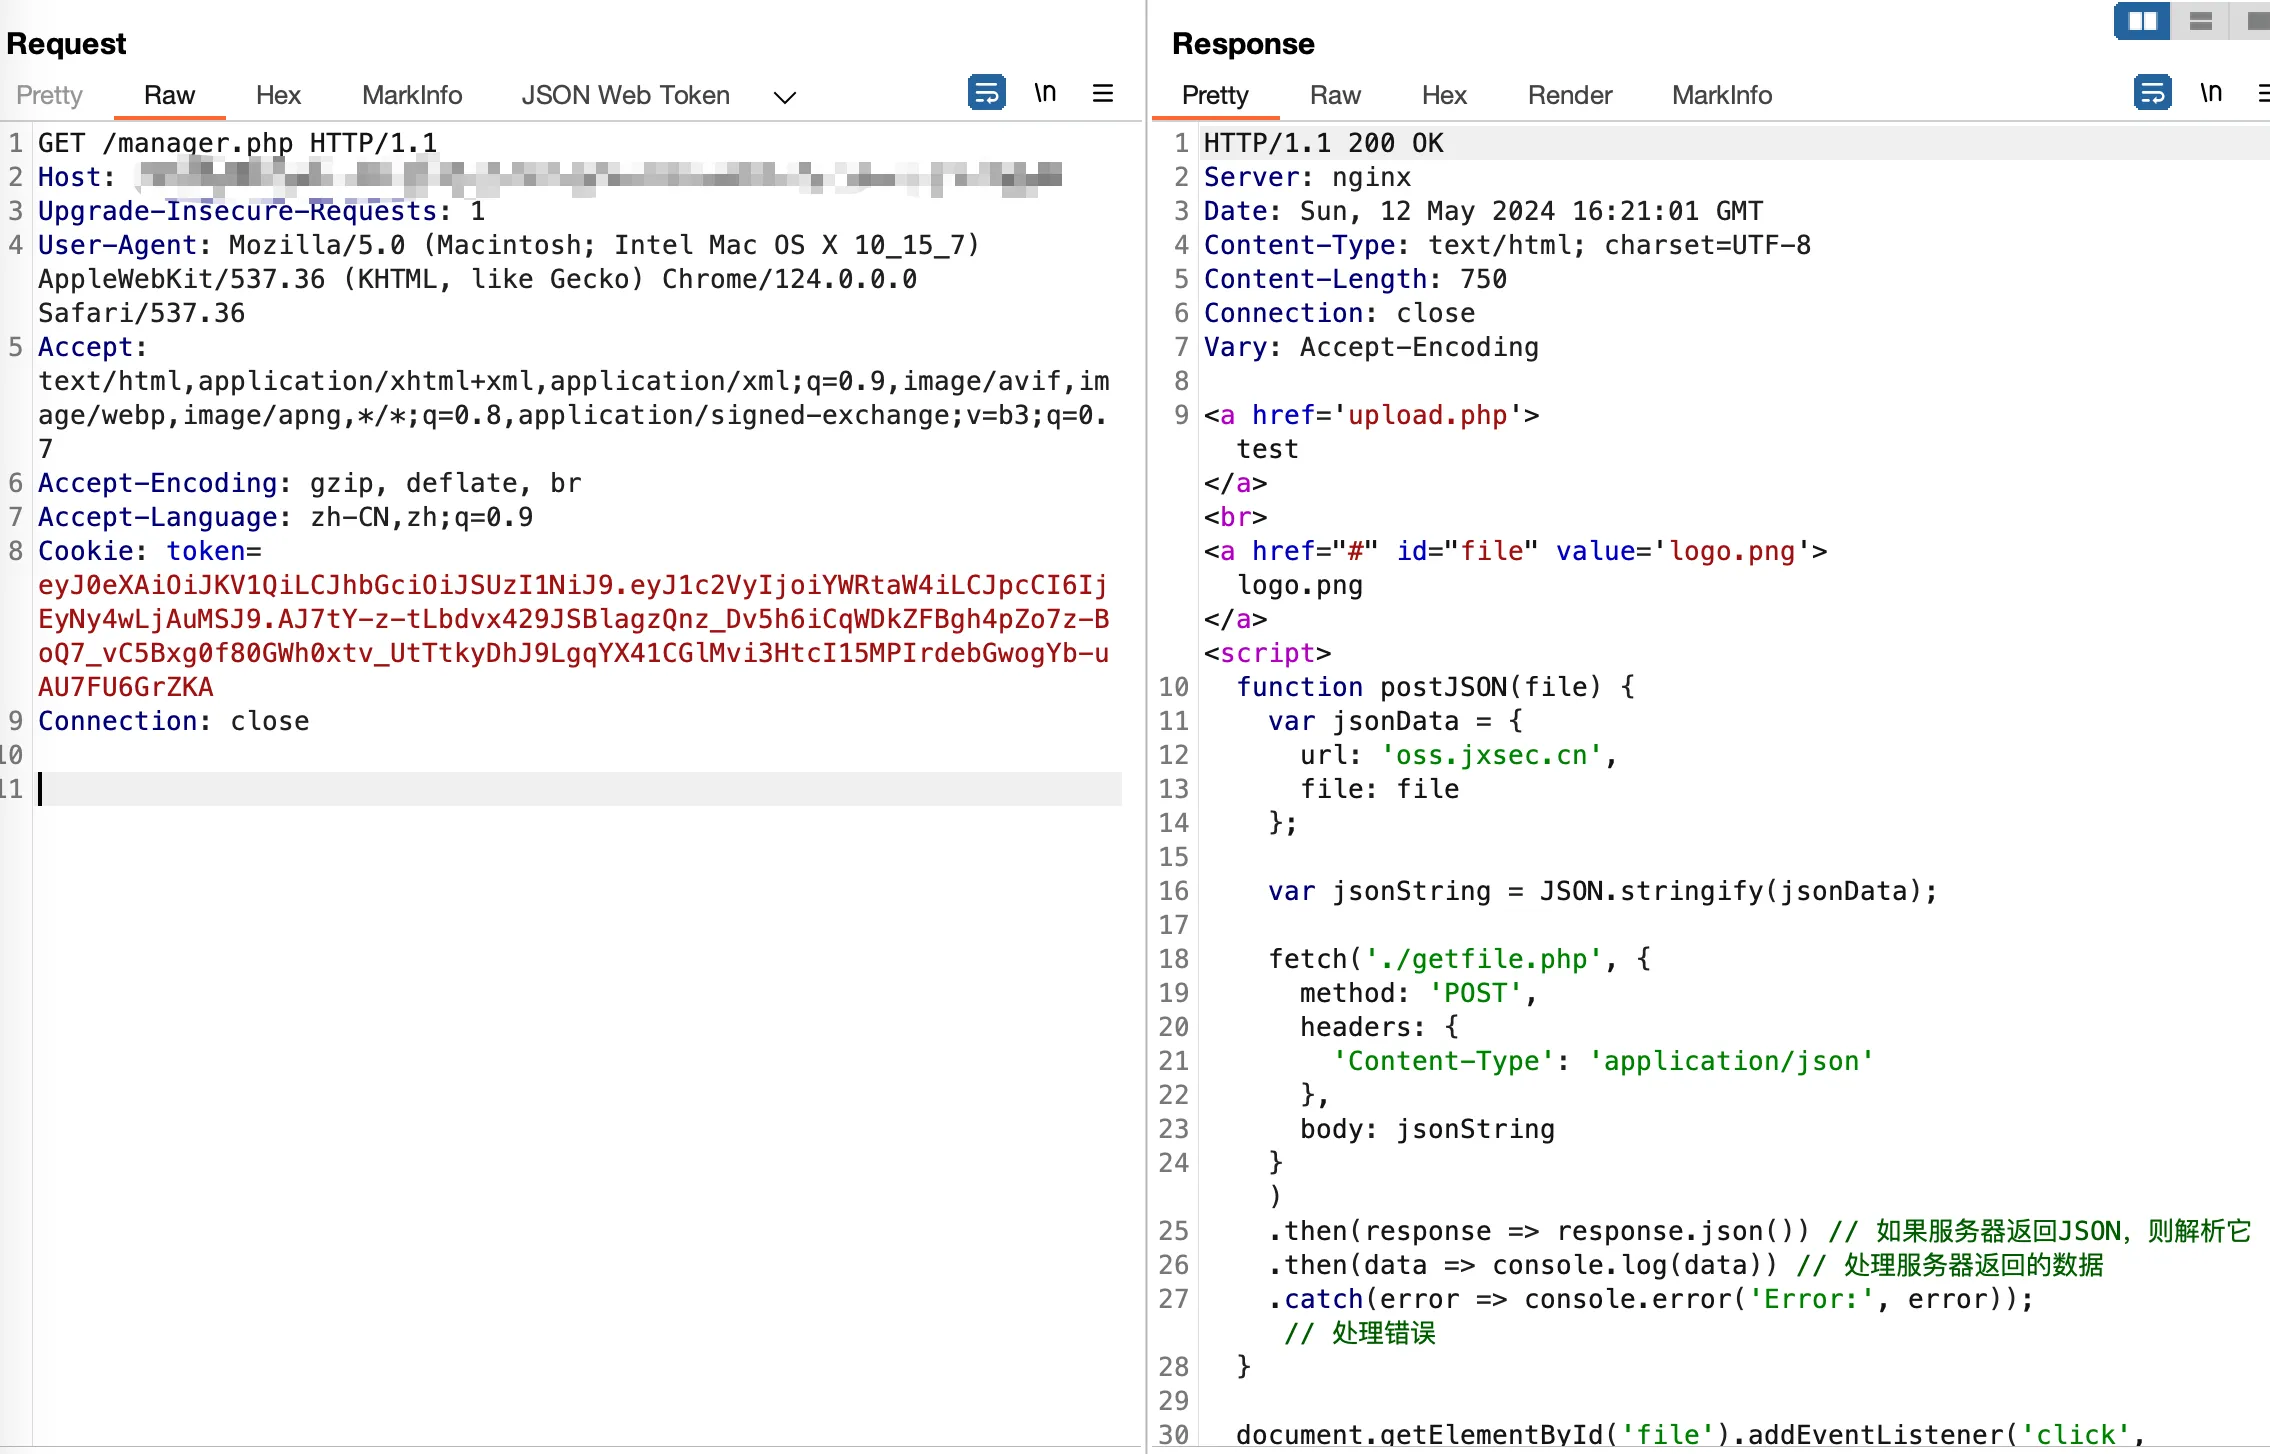 Request
Pretty Raw Hex MarkInfo JSON Web Token \n
1 GET /manager.php HTTP/1.1
2 Host:
3 Upgrade-Insecure-Requests: 1
4 User-Agent: Mozilla/5.0 (Macintosh; Intel Mac OS X 10_15_7)
AppleWebKit/537.36 (KHTML, like Gecko) Chrome/124.0.0.0
Safari/537.36
5 Accept:
text/html,application/xhtml+xml,application/xml;q=0.9,image/avif,im
age/webp,image/apng,*/*;q=0.8,application/signed-exchange;v=b3;q=0.
7
6 Accept-Encoding: gzip, deflate, br
7 Accept-Language: zh-CN,zh;q=0.9
8 Cookie: token=
eyJ0eXAiOiJKV1QiLCJhbGciOiJSUzI1NiJ9.eyJ1c2VyIjoiYWRtaW4iLCJpcCI6Ij
EyNy4wLjAuMSJ9.AJ7tY-z-tLbdvx429JSBlagzQnz_Dv5h6iCqWDkZFBgh4pZo7z-B
oQ7_vC5Bxg0f80GWh0xtv_UtTtkyDhJ9LgqYX41CGlMvi3HtcI15MPIrdebGwogYb-u
AU7FU6GrZKA
9 Connection: close
10
11
Response
Pretty Raw Hex Render MarkInfo \n
1 HTTP/1.1 200 OK
2 Server: nginx
3 Date: Sun, 12 May 2024 16:21:01 GMT
4 Content-Type: text/html; charset=UTF-8
5 Content-Length: 750
6 Connection: close
7 Vary: Accept-Encoding
8
9 <a href='upload.php'>
test
</a>
<br>
<a href="#" id="file" value='logo.png'>
logo.png
</a>
<script>
10 function postJSON(file) {
11 var jsonData = {
12 url: 'oss.jxsec.cn',
13 file: file
14 };
15
16 var jsonString = JSON.stringify(jsonData);
17
18 fetch('./getfile.php', {
19 method: 'POST',
20 headers: {
21 'Content-Type': 'application/json'
22 },
23 body: jsonString
24 }
)
25 .then(response => response.json()) // 如果服务器返回JSON，则解析它
26 .then(data => console.log(data)) // 处理服务器返回的数据
27 .catch(error => console.error('Error:', error));
// 处理错误
28 }
29
30 document.getElementById('file').addEventListener('click',